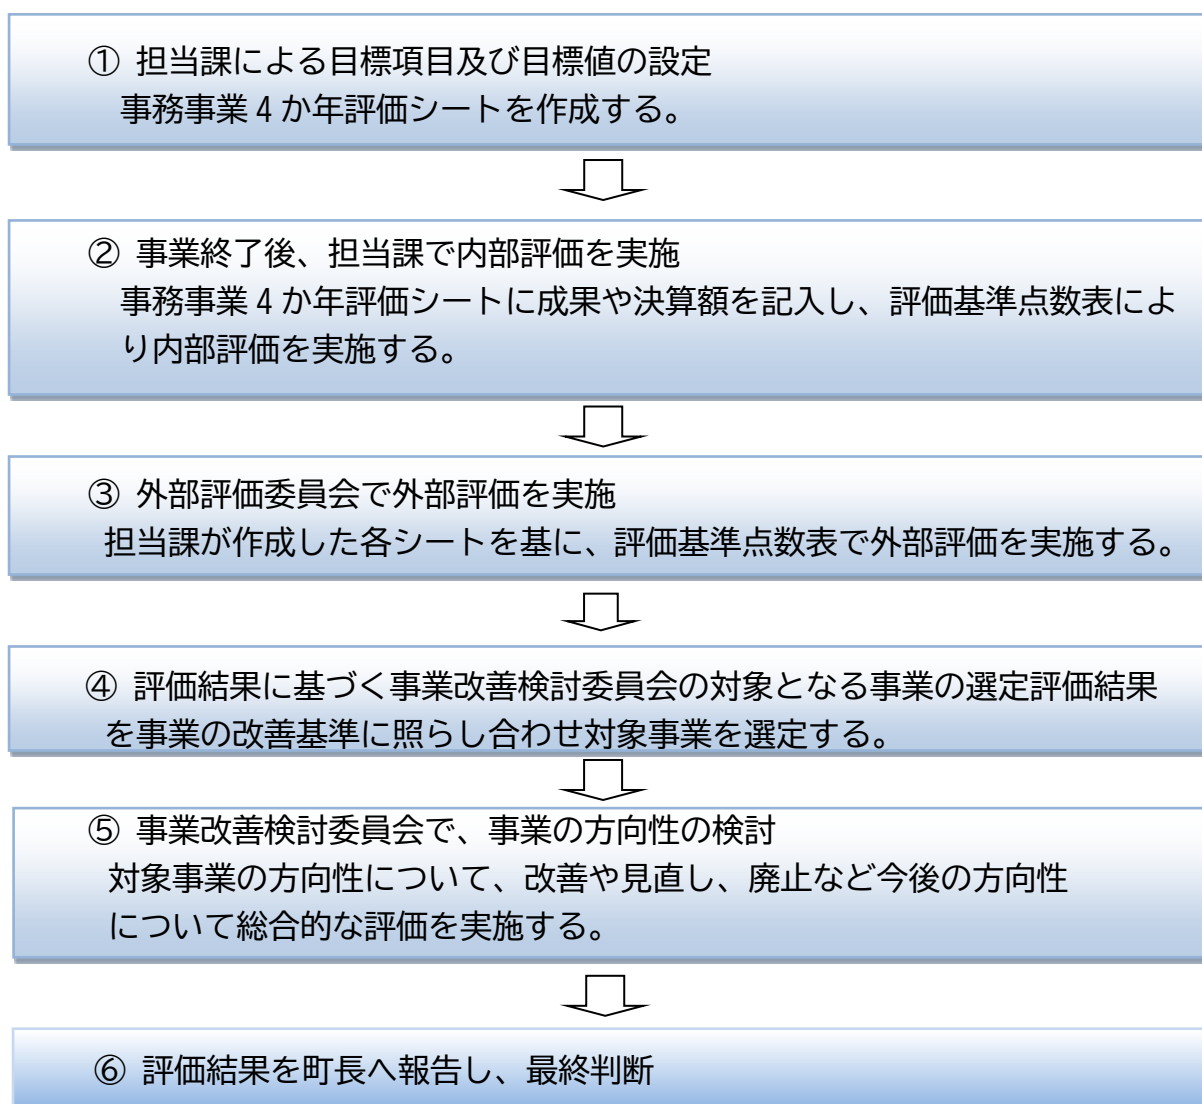 ① 担当課による目標項目及び目標値の設定
事務事業4か年評価シートを作成する。
② 事業終了後、担当課で内部評価を実施
事務事業4か年評価シートに成果や決算額を記入し、評価基準点数表によ
り内部評価を実施する。
③ 外部評価委員会で外部評価を実施
担当課が作成した各シートを基に、評価基準点数表で外部評価を実施する。
④ 評価結果に基づく事業改善検討委員会の対象となる事業の選定評価結果
を事業の改善基準に照らし合わせ対象事業を選定する。
⑤ 事業改善検討委員会で、事業の方向性の検討
対象事業の方向性について、改善や見直し、廃止など今後の方向性
について総合的な評価を実施する。
⑥ 評価結果を町長へ報告し、最終判断